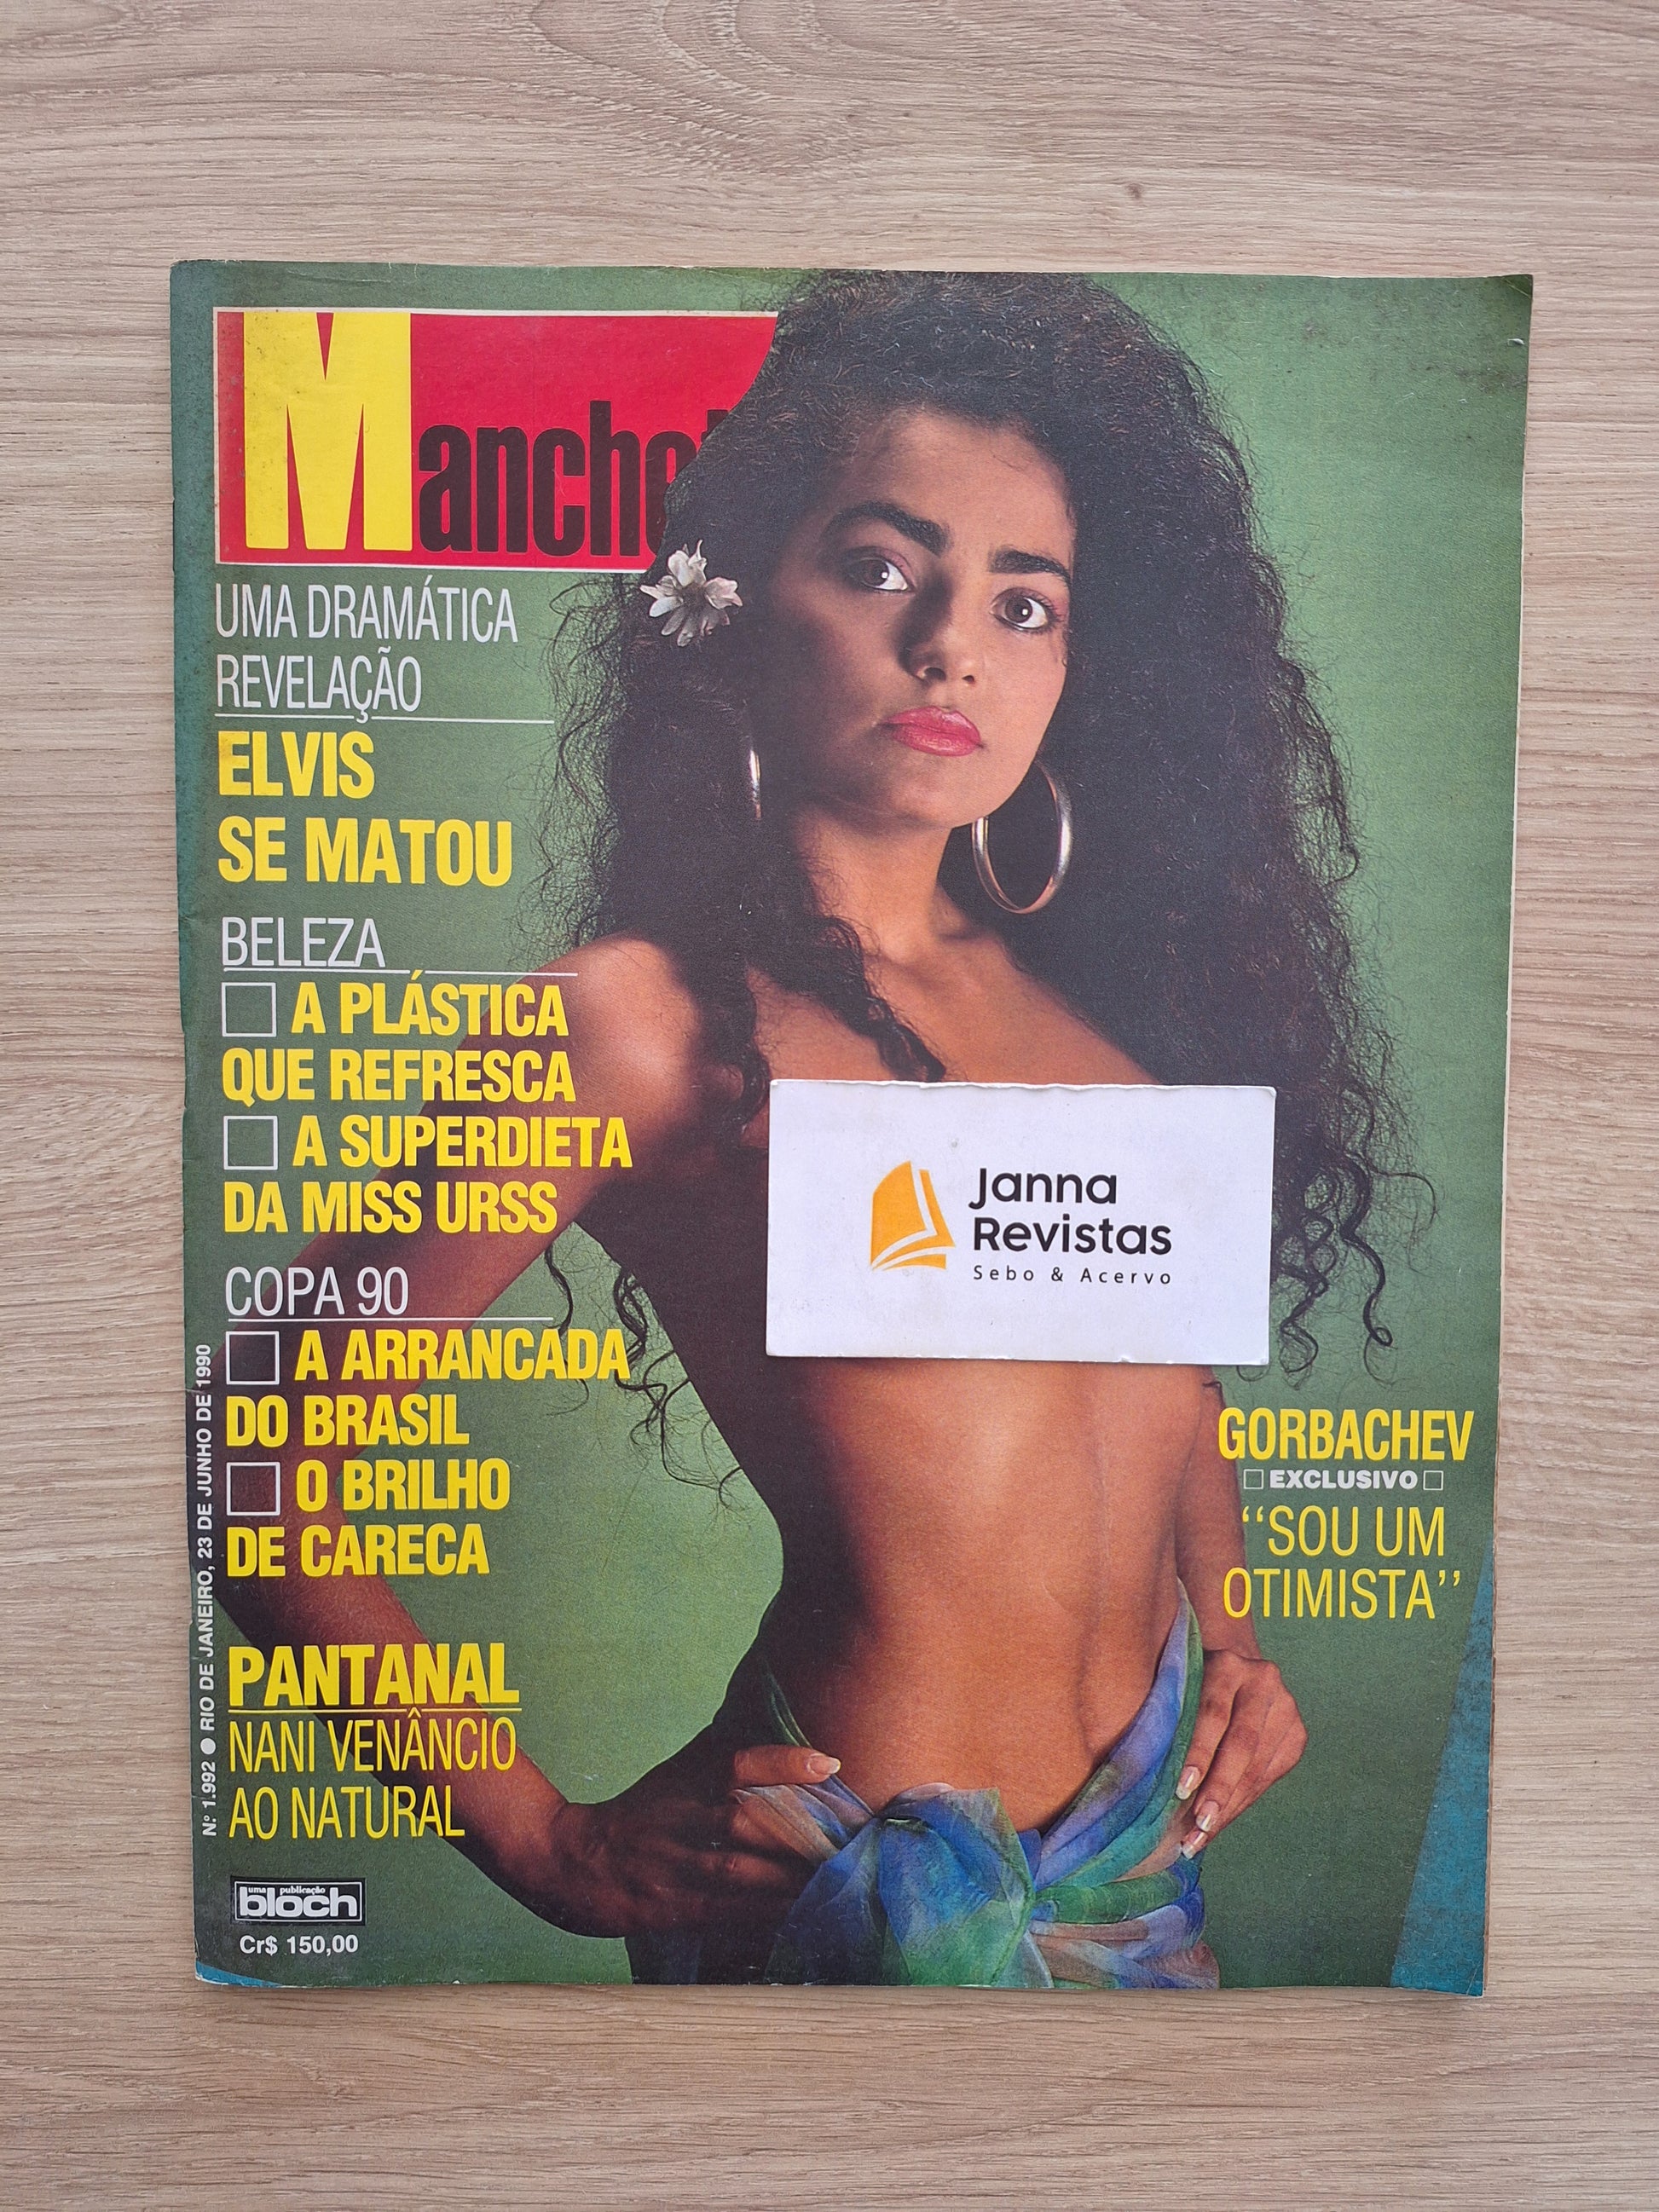 Manchet
UMA DRAMÁTICA
REVELAÇÃO
ELVIS
SE MATOU
BELEZA
A PLÁSTICA
QUE REFRESCA
A SUPERDIETA
DA MISS URSS
COPA 90
A ARRANCADA
DO BRASIL
O BRILHO
DE CARECA
PANTANAL
NANI VENÂNCIO
AO NATURAL
uma publicação
bloch
Cr$ 150,00
N.º 1.992 ● RIO DE JANEIRO, 23 DE JUNHO DE 1990
Janna
Revistas
Sebo & Acervo
GORBACHEV
EXCLUSIVO
“SOU UM
OTIMISTA”